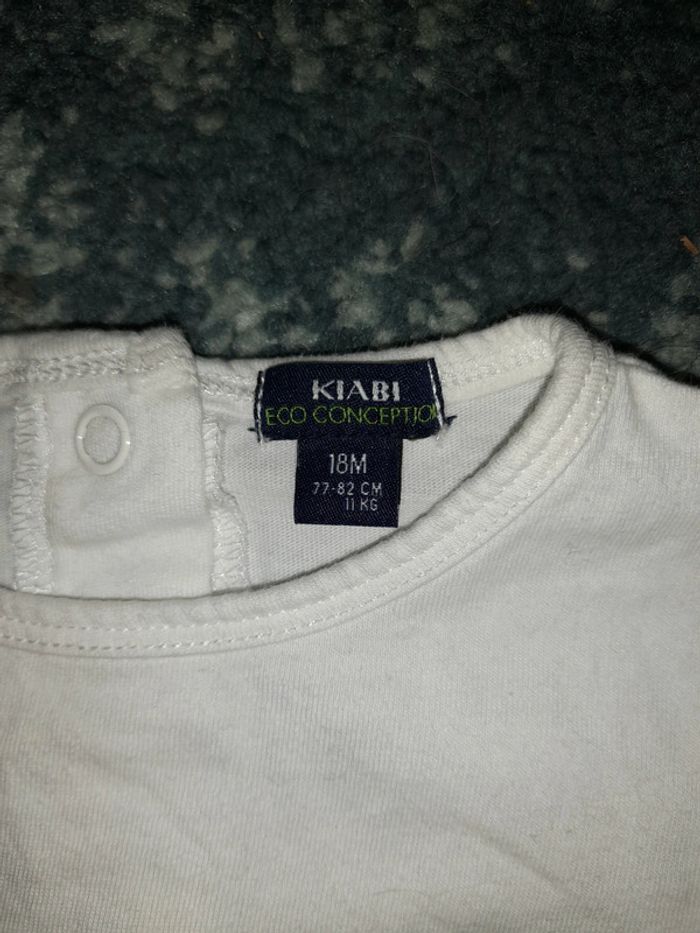 KIABI
ECO CONCEPTION
18M
77-82 CM
11 KG